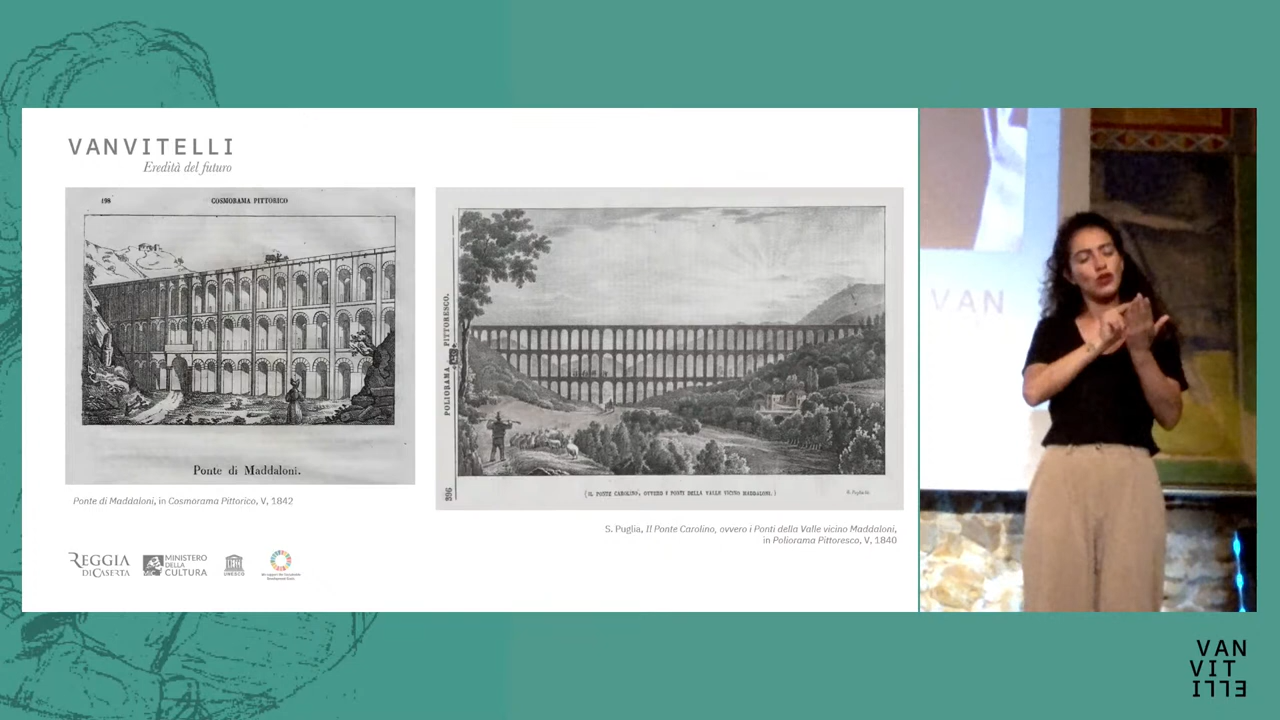 VANVITELLI
Eredità del futuro
198
COSMORAMA PITTORICO
Ponte di Maddaloni.
Ponte di Maddaloni, in Cosmorama Pittorico, V, 1842
POLIORAMA PITTORESCO.
396
(IL PONTE CAROLINO, OVVERO I PONTI DELLA VALLE VICINO MADDALONI.)
S. Puglia, Il Ponte Carolino, ovvero i Ponti della Valle vicino Maddaloni,
in Poliorama Pittoresco, V, 1840
REGGIA
DI CASERTA
MINISTERO
DELLA
CULTURA
UNESCO
VAN
VAN
VIT
ELLI